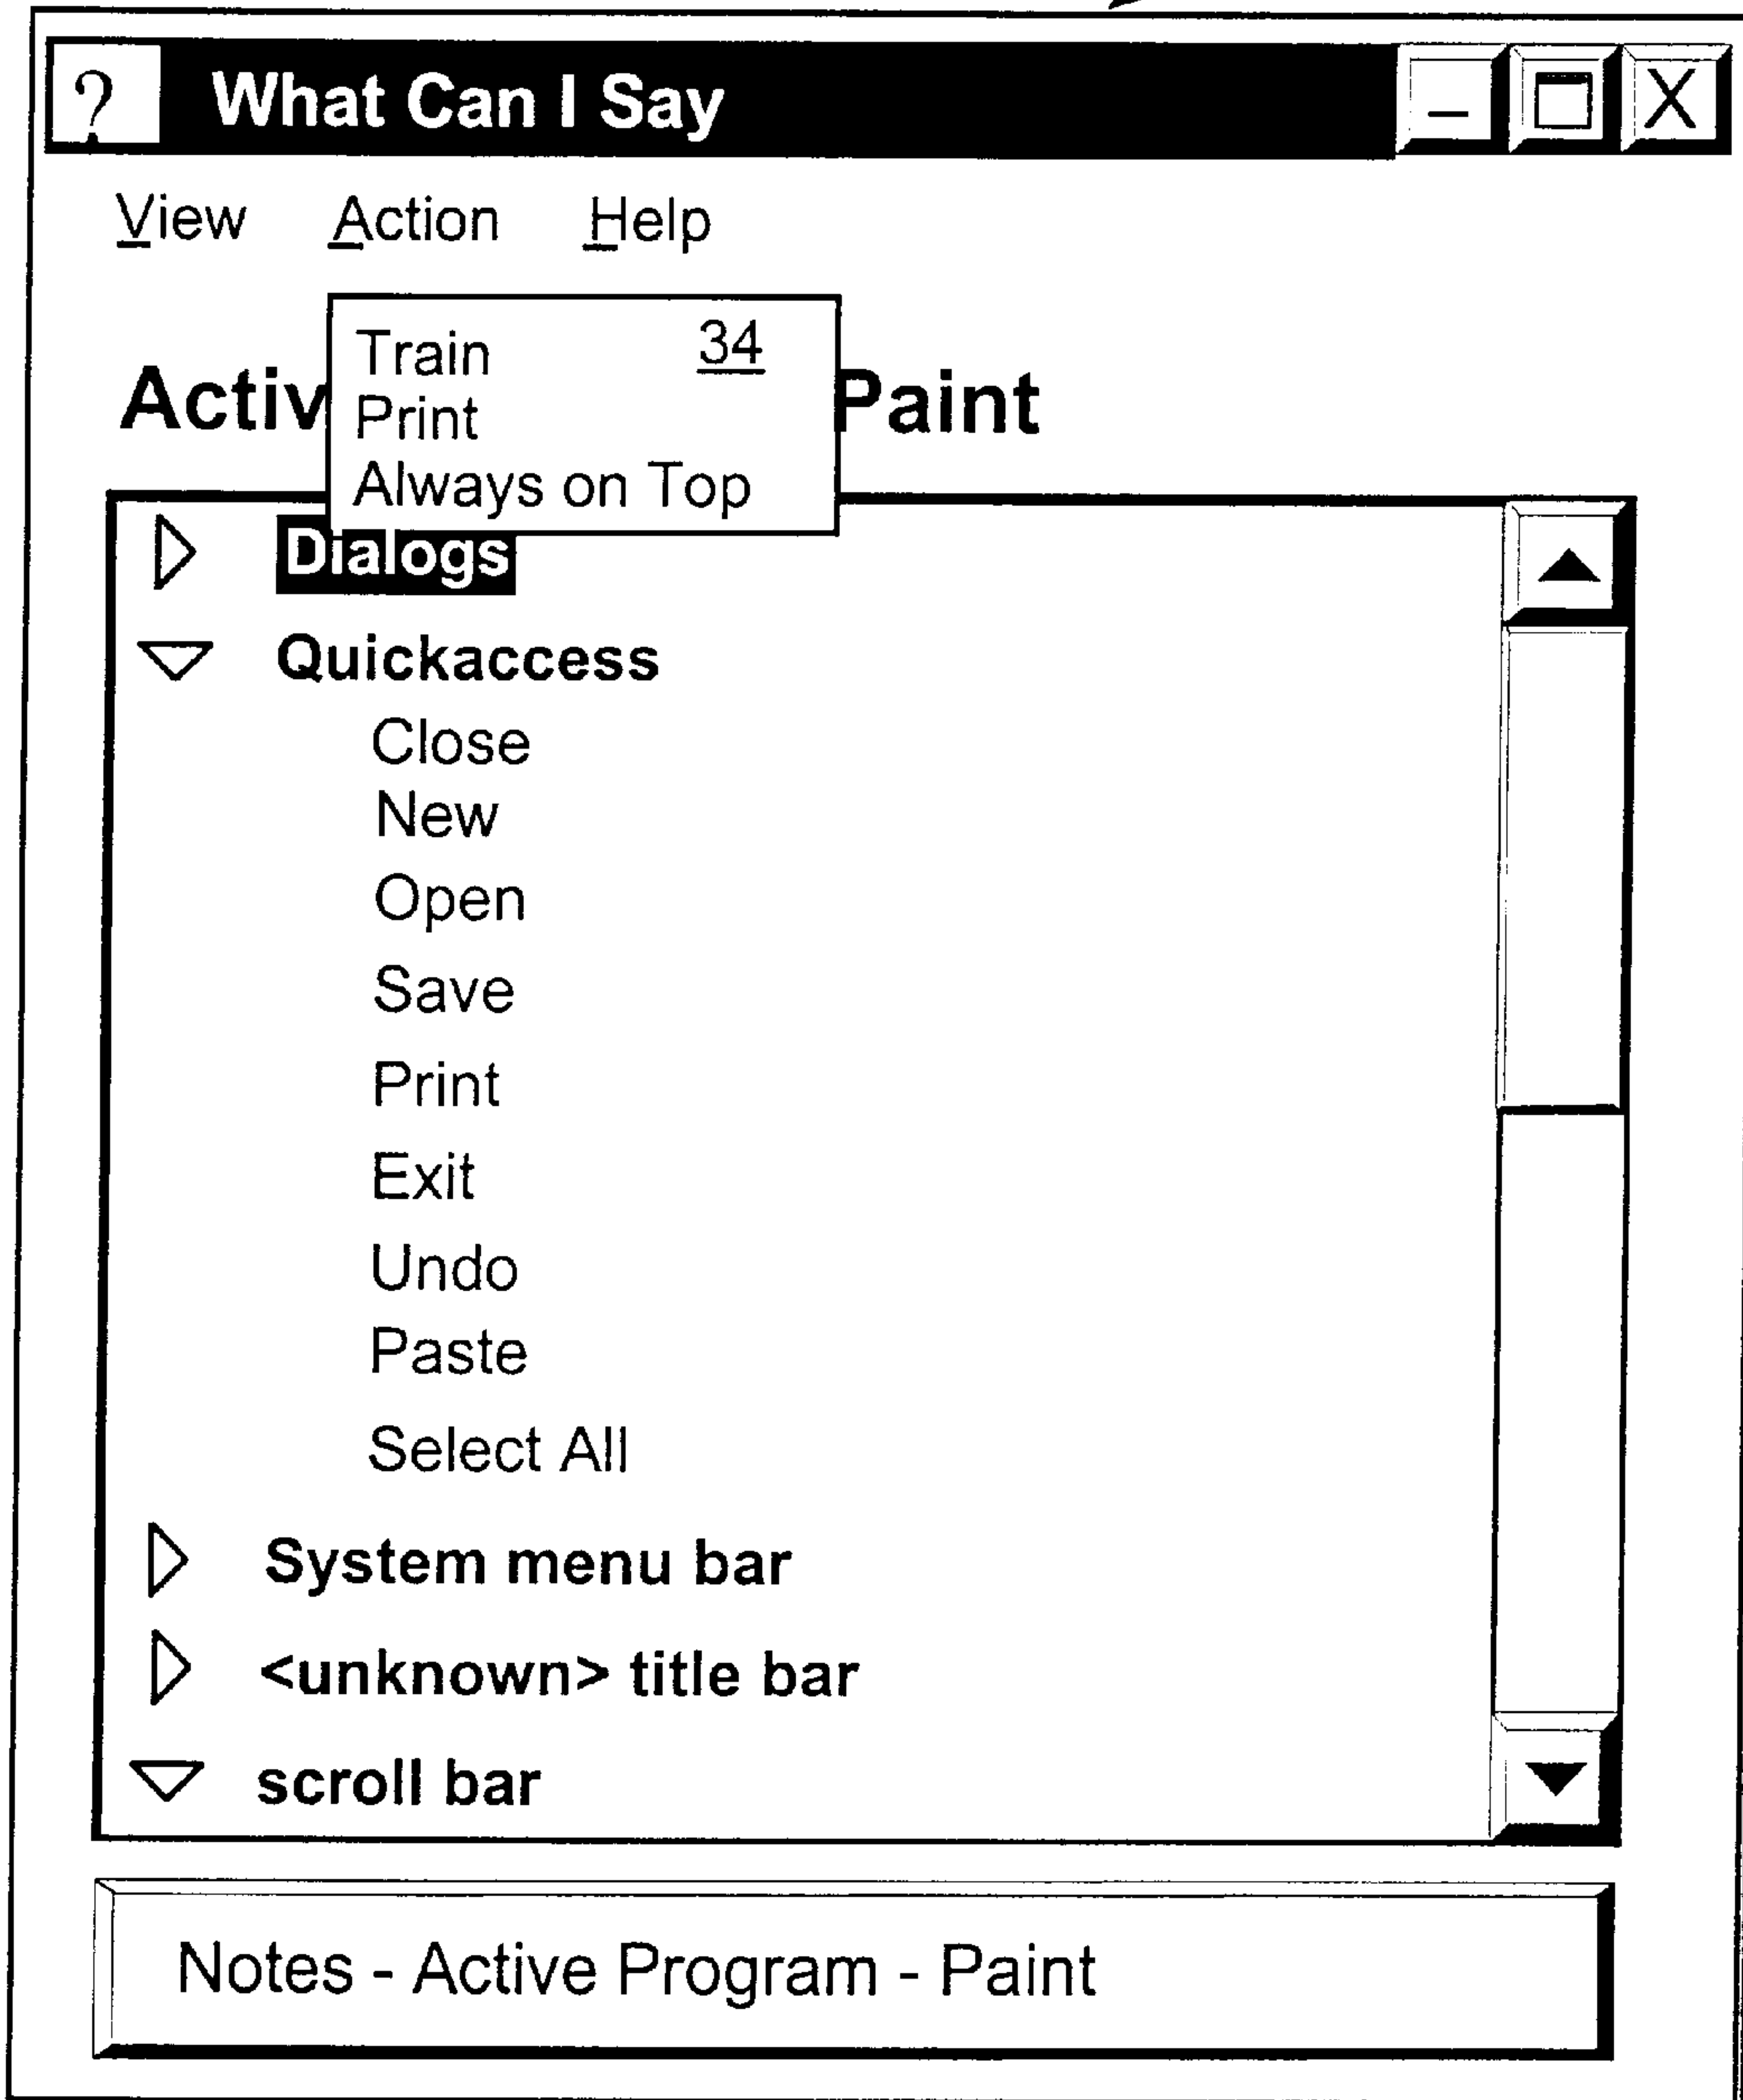 ? What Can I Say
View Action Help
Train 34
Activ Paint
Print
Always on Top
Dialogs
Quickaccess
Close
New
Open
Save
Print
Exit
Undo
Paste
Select All
System menu bar
<unknown> title bar
scroll bar
Notes - Active Program - Paint